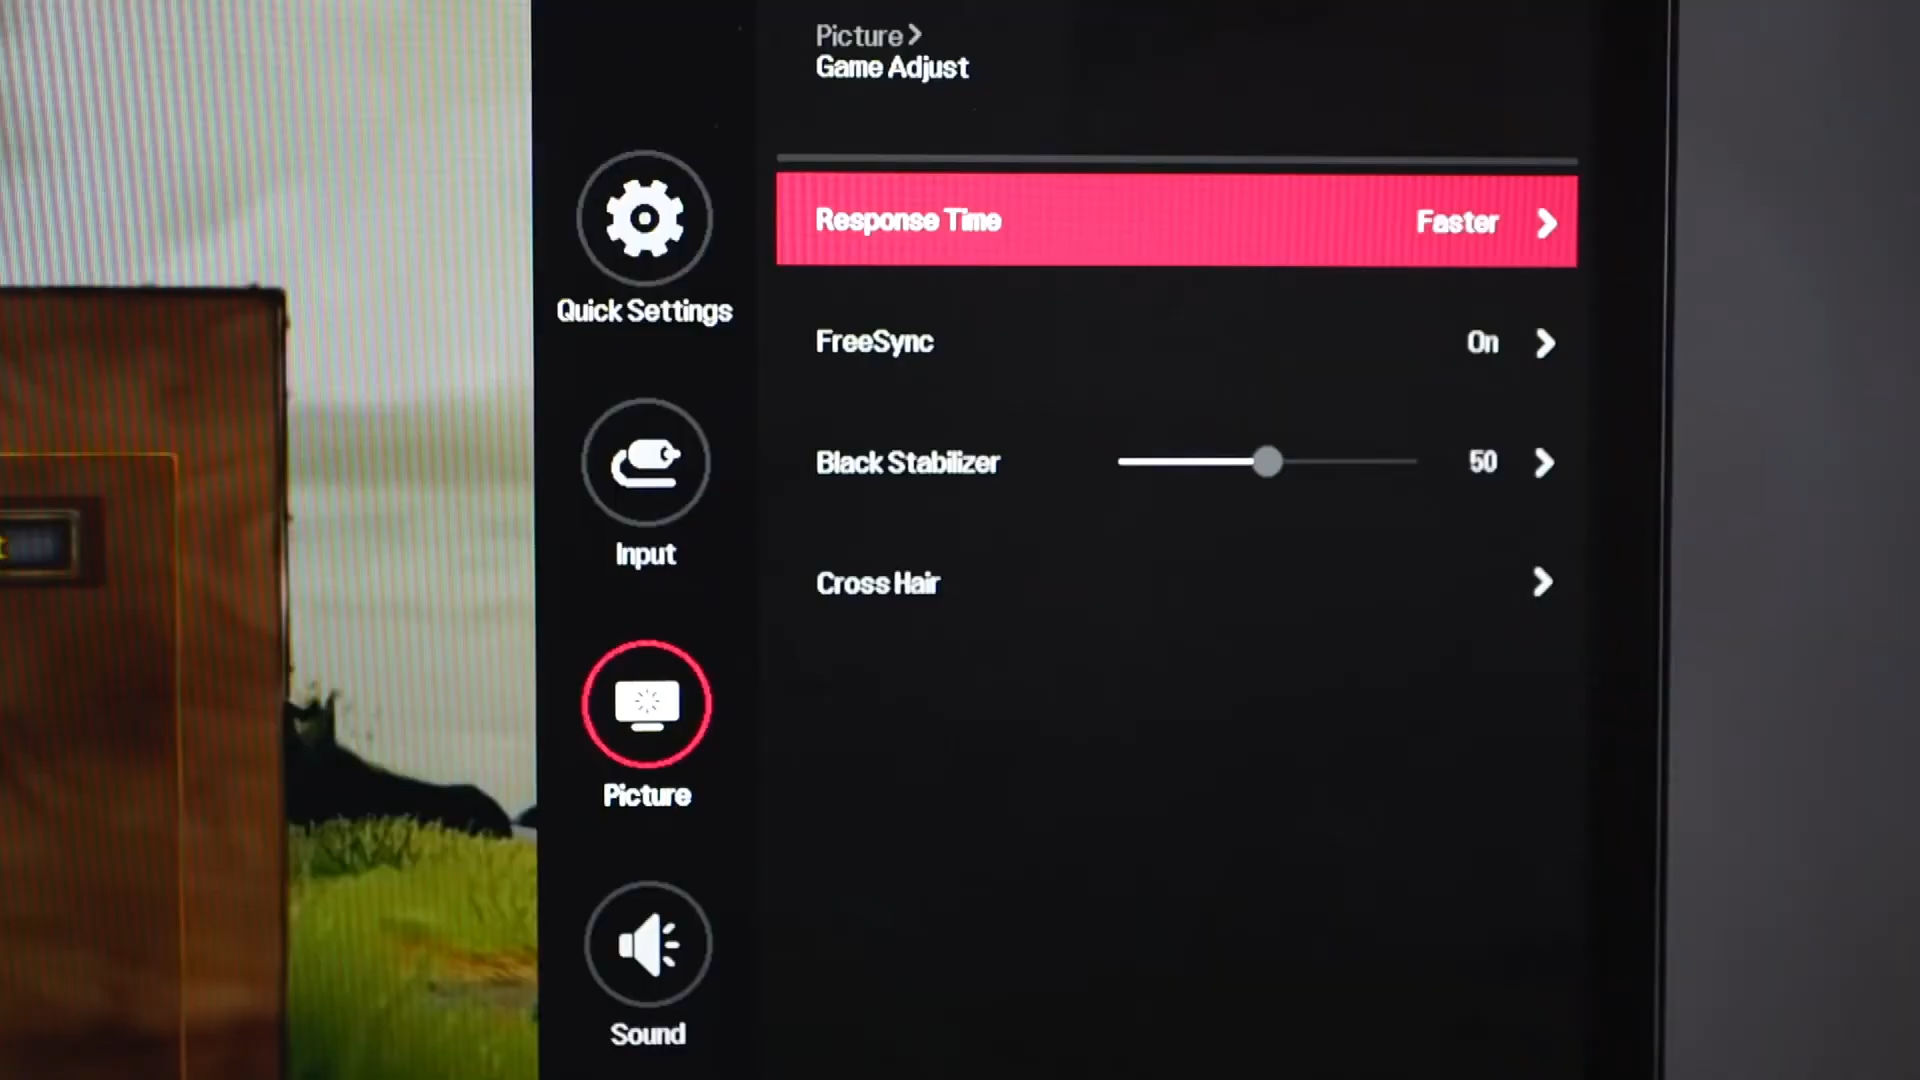 Picture >
Game Adjust
Quick Settings
Response Time Faster
FreeSync On
Black Stabilizer 50
Input
Cross Hair
Picture
Sound